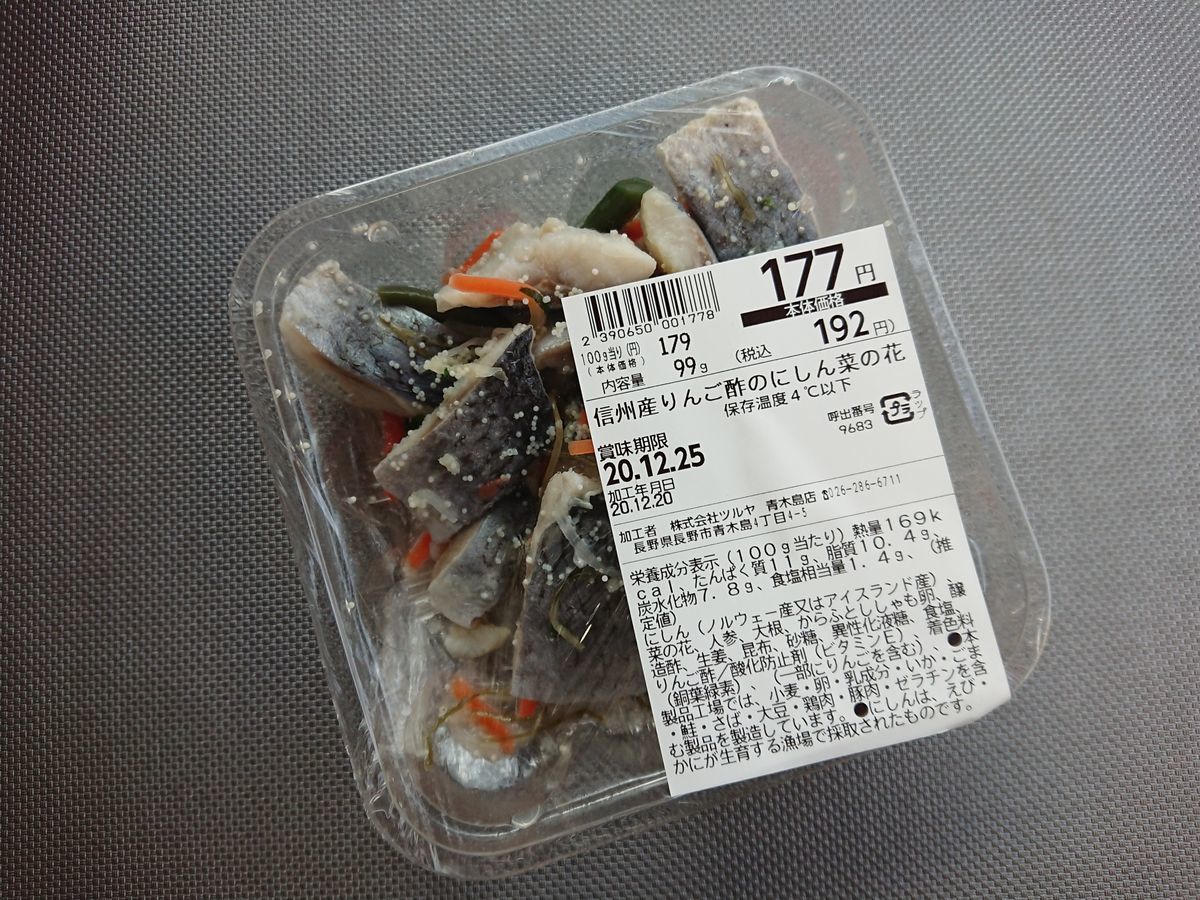 177円
本体価格
2 390650 001778
100g当り(円) 179
(本体価格)
(税込 192円)
内容量 99g
信州産りんご酢のにしん菜の花
保存温度4℃以下
呼出番号
9683
プラ
ラップ
賞味期限
20.12.25
加工年月日
20.12.20
加工者 株式会社ツルヤ 青木島店 ☎026-286-6711
長野県長野市青木島4丁目4-5
栄養成分表示(100g当たり)熱量169k
cal、たんぱく質11g、脂質10.4g、
炭水化物7.8g、食塩相当量1.4g、(推
定値)
にしん(ノルウェー産又はアイスランド産)、
菜の花、人参、大根、からふとししゃも卵、醸
造酢、生姜、昆布、砂糖、異性化液糖、食塩、
りんご酢/酸化防止剤(ビタミンE)、着色料
(銅葉緑素)、(一部にりんごを含む)、●本
製品工場では、小麦・卵・乳成分・いか・ごま
・鮭・さば・大豆・鶏肉・豚肉・ゼラチンを含
む製品を製造しています。●にしんは、えび・
かにが生育する漁場で採取されたものです。